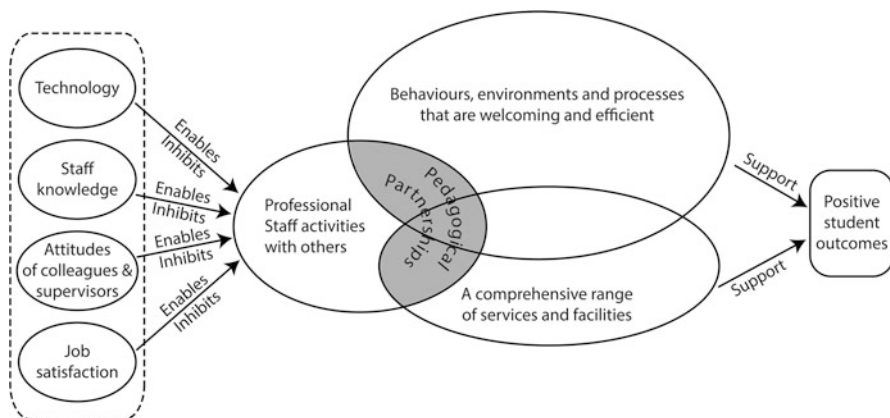 Technology
Staff
knowledge
Attitudes
of colleagues &
supervisors
Job
satisfaction
Enables
Inhibits
Enables
Inhibits
Enables
Inhibits
Enables
Inhibits
Professional
Staff activities
with others
Pedagogical
Partnerships
Behaviours, environments and processes
that are welcoming and efficient
A comprehensive range
of services and facilities
Support
Support
Positive
student
outcomes